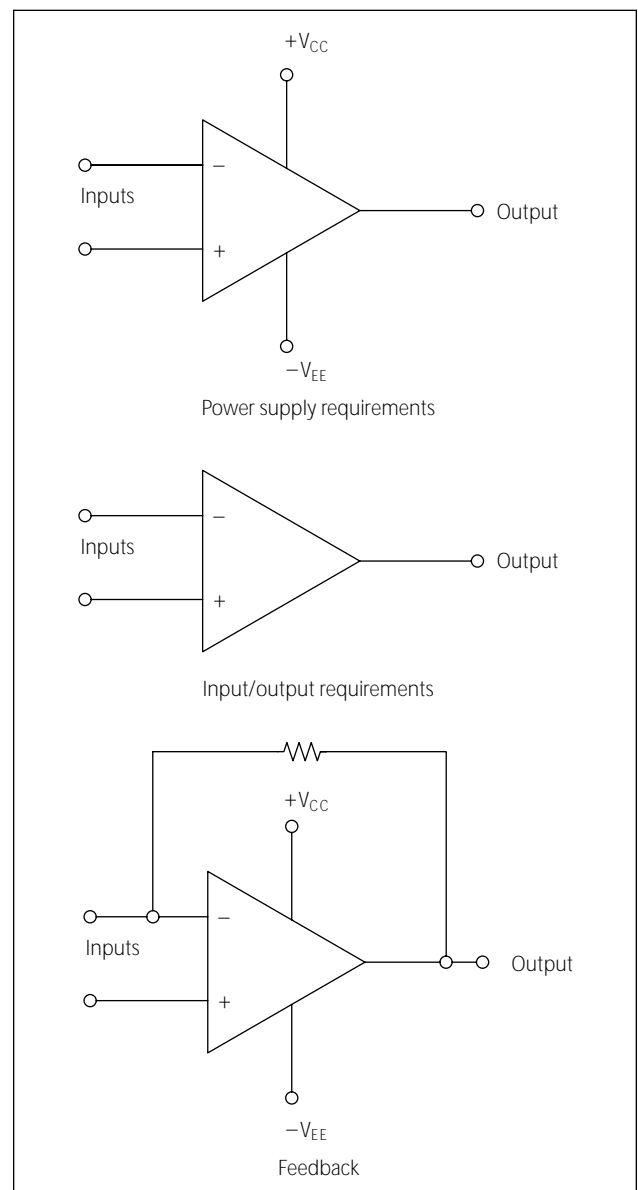 +VCC
−
Inputs
Output
+
−VEE
Power supply requirements
−
Inputs
Output
+
Input/output requirements
+VCC
−
Inputs
Output
+
−VEE
Feedback